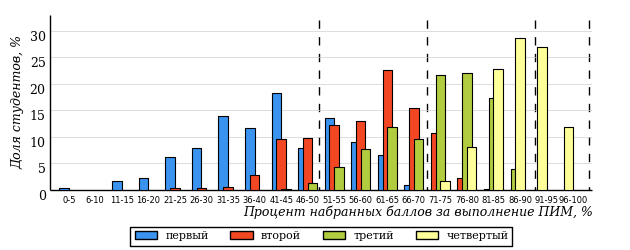 Доля студентов, %
30
25
20
15
10
5
0
0-5 6-10 11-15 16-20 21-25 26-30 31-35 36-40 41-45 46-50 51-55 56-60 61-65 66-70 71-75 76-80 81-85 86-90 91-95 96-100
Процент набранных баллов за выполнение ПИМ, %
первый второй третий четвертый